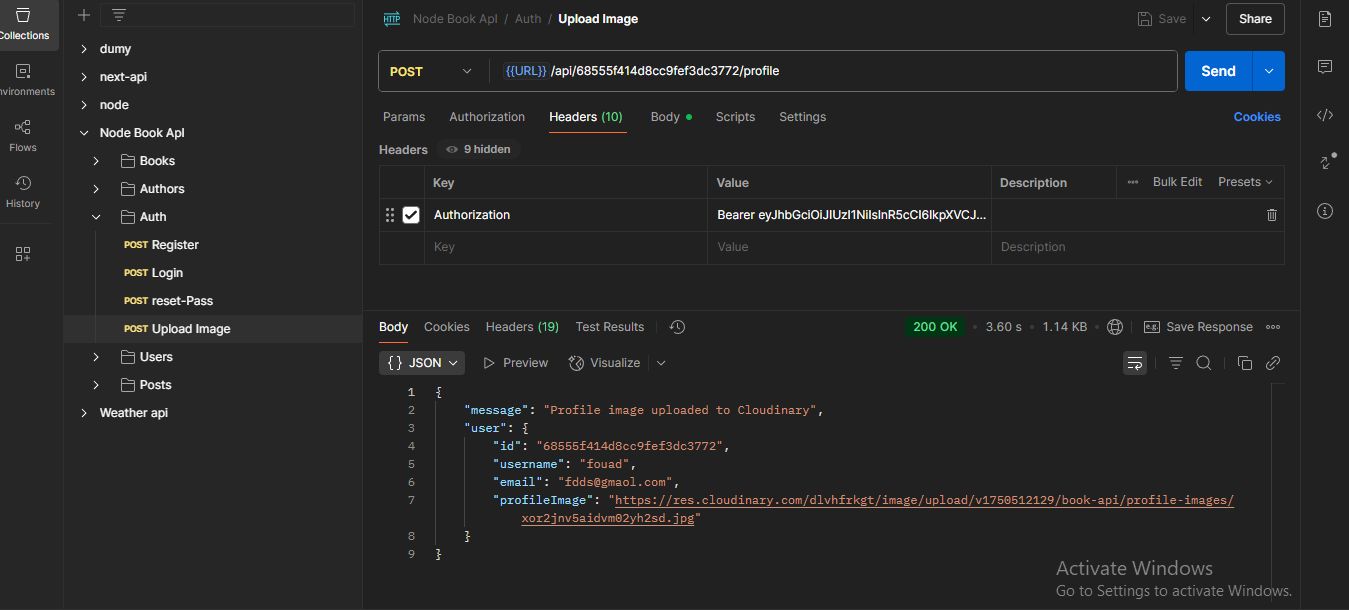 Collections
Environments
Flows
History
dumy
next-api
node
Node Book ApI
Books
Authors
Auth
POST Register
POST Login
POST reset-Pass
POST Upload Image
Users
Posts
Weather api
HTTP Node Book ApI / Auth / Upload Image
Save
Share
POST
{{URL}}/api/68555f414d8cc9fef3dc3772/profile
Send
Params Authorization Headers (10) Body Scripts Settings
Cookies
Headers 9 hidden
Key Value Description Bulk Edit Presets
Authorization Bearer eyJhbGciOiJIUzI1NiIsInR5cCI6IkpXVCJ...
Key Value Description
Body Cookies Headers (19) Test Results
200 OK • 3.60 s • 1.14 KB • e.g. Save Response
{} JSON Preview Visualize
1 {
2 "message": "Profile image uploaded to Cloudinary",
3 "user": {
4 "id": "68555f414d8cc9fef3dc3772",
5 "username": "fouad",
6 "email": "fdds@gmaol.com",
7 "profileImage": "https://res.cloudinary.com/dlvhfrkgt/image/upload/v1750512129/book-api/profile-images/
xor2jnv5aidvm02yh2sd.jpg"
8 }
9 }
Activate Windows
Go to Settings to activate Windows.